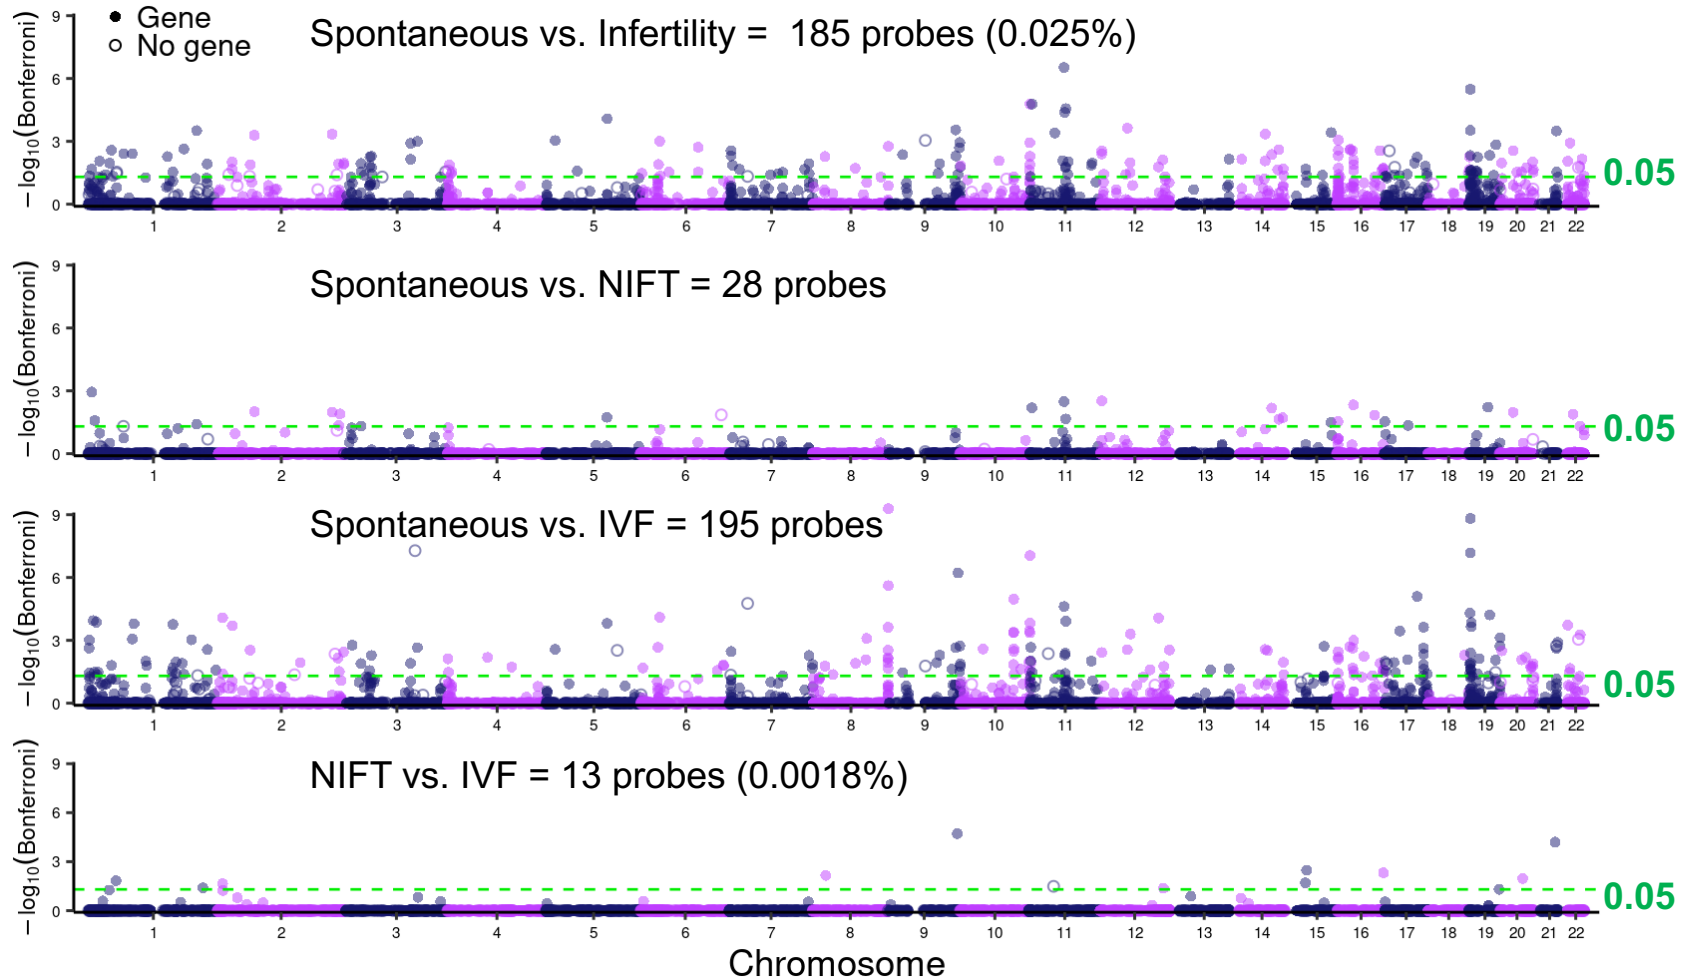 Gene
No gene
Spontaneous vs. Infertility = 185 probes (0.025%)
−log10(Bonferroni)
9
6
3
0
0.05
1 2 3 4 5 6 7 8 9 10 11 12 13 14 15 16 17 18 19 20 21 22
Spontaneous vs. NIFT = 28 probes
−log10(Bonferroni)
9
6
3
0
0.05
1 2 3 4 5 6 7 8 9 10 11 12 13 14 15 16 17 18 19 20 21 22
Spontaneous vs. IVF = 195 probes
−log10(Bonferroni)
9
6
3
0
0.05
1 2 3 4 5 6 7 8 9 10 11 12 13 14 15 16 17 18 19 20 21 22
NIFT vs. IVF = 13 probes (0.0018%)
−log10(Bonferroni)
9
6
3
0
0.05
1 2 3 4 5 6 7 8 9 10 11 12 13 14 15 16 17 18 19 20 21 22
Chromosome